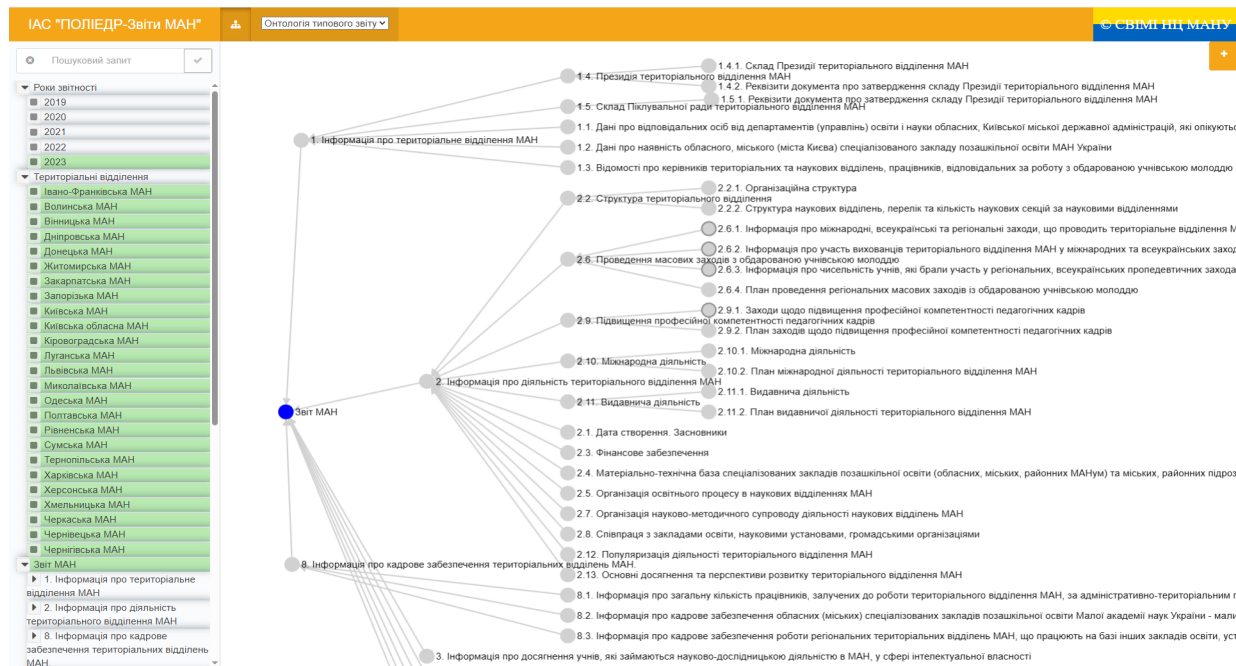 ІАС "ПОЛІЕДР-Звіти МАН"
Онтологія типового звіту
© СВІМІ НЦ МАНУ
Пошуковий запит
Роки звітності
2019
2020
2021
2022
2023
Територіальні відділення
Івано-Франківська МАН
Волинська МАН
Вінницька МАН
Дніпровська МАН
Донецька МАН
Житомирська МАН
Закарпатська МАН
Запорізька МАН
Київська МАН
Київська обласна МАН
Кіровоградська МАН
Луганська МАН
Львівська МАН
Миколаївська МАН
Одеська МАН
Полтавська МАН
Рівненська МАН
Сумська МАН
Тернопільська МАН
Харківська МАН
Херсонська МАН
Хмельницька МАН
Черкаська МАН
Чернівецька МАН
Чернігівська МАН
Звіт МАН
1. Інформація про територіальне
відділення МАН
2. Інформація про діяльність
територіального відділення МАН
8. Інформація про кадрове
забезпечення територіальних відділень
МАН.
1.4.1. Склад Президії територіального відділення МАН
1.4. Президія територіального відділення МАН
1.4.2. Реквізити документа про затвердження складу Президії територіального відділення МАН
1.5.1. Реквізити документа про затвердження складу Президії територіального відділення МАН
1.5. Склад Піклувальної ради територіального відділення МАН
1.1. Дані про відповідальних осіб від департаментів (управлінь) освіти і науки обласних, Київської міської державної адміністрацій, які опікуютьс
1. Інформація про територіальне відділення МАН
1.2. Дані про наявність обласного, міського (міста Києва) спеціалізованого закладу позашкільної освіти МАН України
1.3. Відомості про керівників територіальних та наукових відділень, працівників, відповідальних за роботу з обдарованою учнівською молоддю
2.2.1. Організаційна структура
2.2. Структура територіального відділення
2.2.2. Структура наукових відділень, перелік та кількість наукових секцій за науковими відділеннями
2.6.1. Інформація про міжнародні, всеукраїнські та регіональні заходи, що проводить територіальне відділення М
2.6.2. Інформація про участь вихованців територіального відділення МАН у міжнародних та всеукраїнських заход
2.6. Проведення масових заходів з обдарованою учнівською молоддю
2.6.3. Інформація про чисельність учнів, які брали участь у регіональних, всеукраїнських пропедевтичних захода
2.6.4. План проведення регіональних масових заходів із обдарованою учнівською молоддю
2.9.1. Заходи щодо підвищення професійної компетентності педагогічних кадрів
2.9. Підвищення професійної компетентності педагогічних кадрів
2.9.2. План заходів щодо підвищення професійної компетентності педагогічних кадрів
2.10.1. Міжнародна діяльність
2.10. Міжнародна діяльність
2.10.2. План міжнародної діяльності територіального відділення МАН
2. Інформація про діяльність територіального відділення МАН
2.11.1. Видавнича діяльність
2.11. Видавнича діяльність
2.11.2. План видавничої діяльності територіального відділення МАН
Звіт МАН
2.1. Дата створення. Засновники
2.3. Фінансове забезпечення
2.4. Матеріально-технічна база спеціалізованих закладів позашкільної освіти (обласних, міських, районних МАНум) та міських, районних підроз
2.5. Організація освітнього процесу в наукових відділеннях МАН
2.7. Організація науково-методичного супроводу діяльності наукових відділень МАН
2.8. Співпраця з закладами освіти, науковими установами, громадськими організаціями
2.12. Популяризація діяльності територіального відділення МАН
8. Інформація про кадрове забезпечення територіальних відділень МАН.
2.13. Основні досягнення та перспективи розвитку територіального відділення МАН
8.1. Інформація про загальну кількість працівників, залучених до роботи територіального відділення МАН, за адміністративно-територіальним п
8.2. Інформація про кадрове забезпечення обласних (міських) спеціалізованих закладів позашкільної освіти Малої академії наук України - мали
8.3. Інформація про кадрове забезпечення роботи регіональних територіальних відділень МАН, що працюють на базі інших закладів освіти, уст
3. Інформація про досягнення учнів, які займаються науково-дослідницькою діяльністю в МАН, у сфері інтелектуальної власності